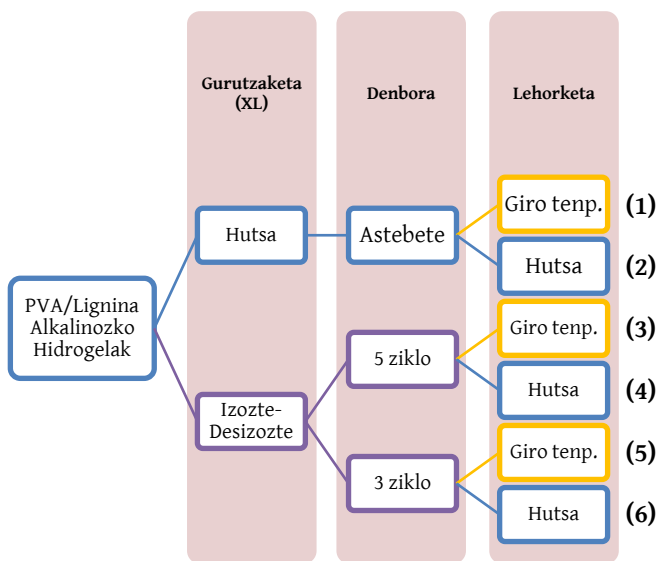 Gurutzaketa
(XL)
Denbora
Lehorketa
PVA/Lignina
Alkalinozko
Hidrogelak
Hutsa
Astebete
Giro tenp.
(1)
Hutsa
(2)
Izozte-
Desizozte
5 ziklo
Giro tenp.
(3)
Hutsa
(4)
3 ziklo
Giro tenp.
(5)
Hutsa
(6)